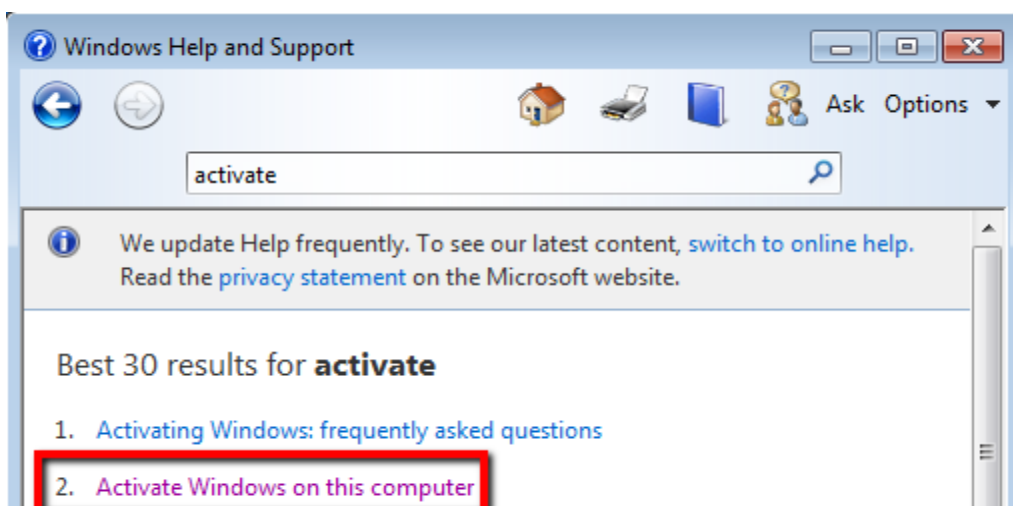 Windows Help and Support
Ask Options
activate
We update Help frequently. To see our latest content, switch to online help.
Read the privacy statement on the Microsoft website.
Best 30 results for activate
1. Activating Windows: frequently asked questions
2. Activate Windows on this computer